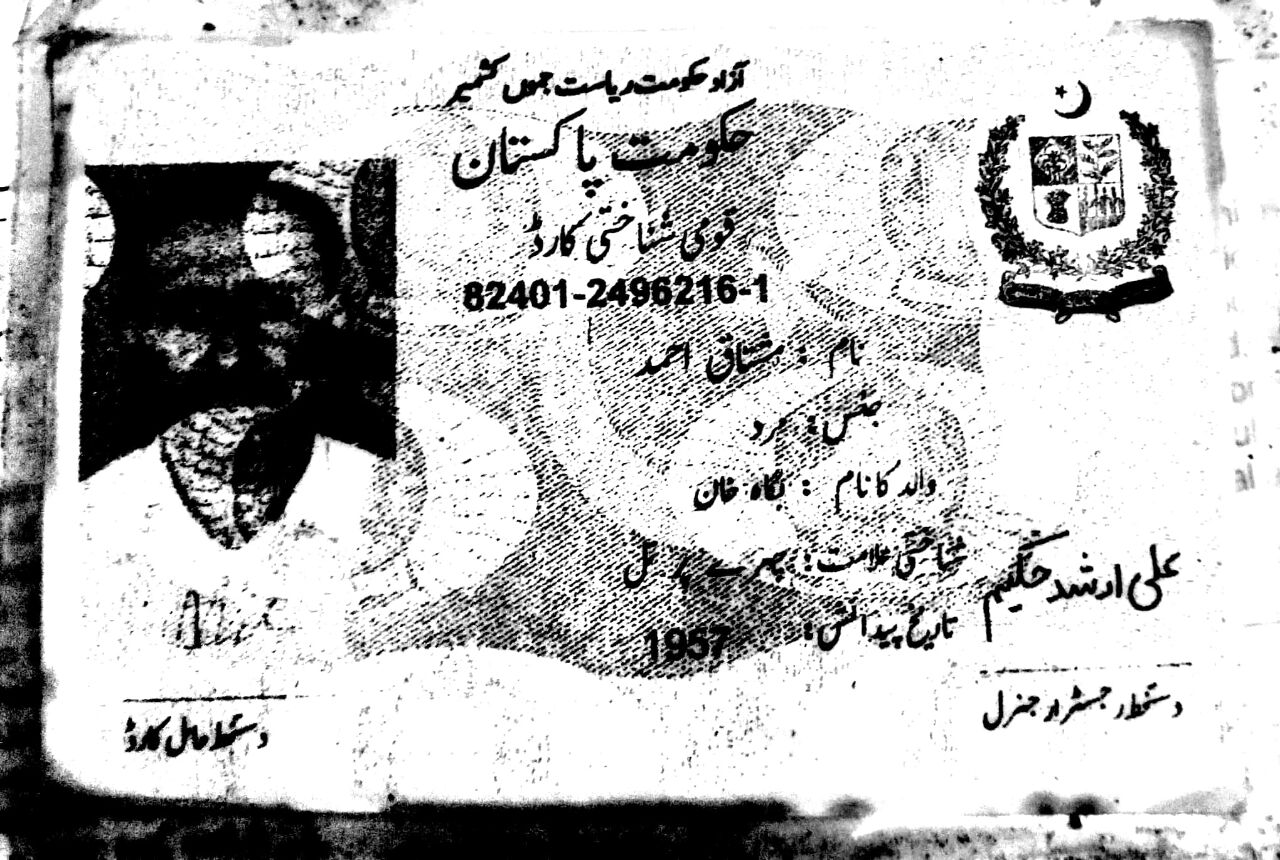 آزاد حکومت ریاست جموں کشمیر
حکومت پاکستان
قومی شناختی کارڈ
82401-2496216-1
نام : مشتاق احمد
جنس: مرد
والد کا نام : نگاہ خان
شناختی علامت: چہرے پر تل
تاریخ پیدائش: 1957
علی ارشد حکیم
دستخط رجسٹرار جنرل
دستخط حامل کارڈ